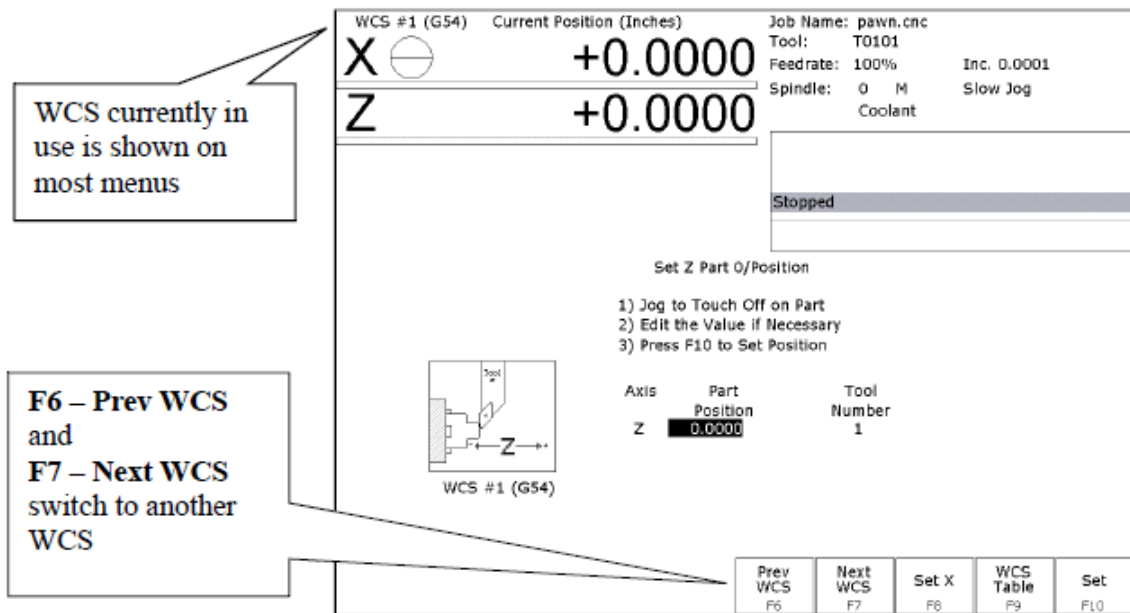 WCS #1 (G54) Current Position (Inches)
X +0.0000
Z +0.0000
Job Name: pawn.cnc
Tool: T0101
Feedrate: 100% Inc. 0.0001
Spindle: 0 M Slow Jog
Coolant
Stopped
WCS currently in
use is shown on
most menus
Set Z Part 0/Position
1) Jog to Touch Off on Part
2) Edit the Value if Necessary
3) Press F10 to Set Position
Axis Part Tool
Position Number
Z 0.0000 1
Tool
Z
WCS #1 (G54)
F6 – Prev WCS
and
F7 – Next WCS
switch to another
WCS
Prev
WCS
F6
Next
WCS
F7
Set X
F8
WCS
Table
F9
Set
F10